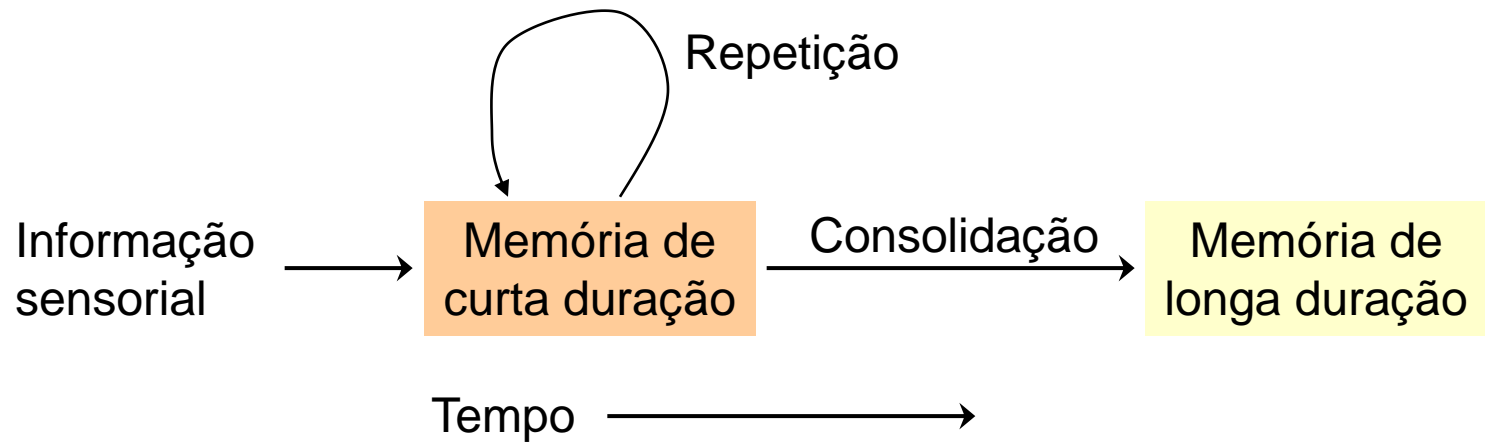 Repetição
Informação
sensorial
Memória de
curta duração
Consolidação
Memória de
longa duração
Tempo